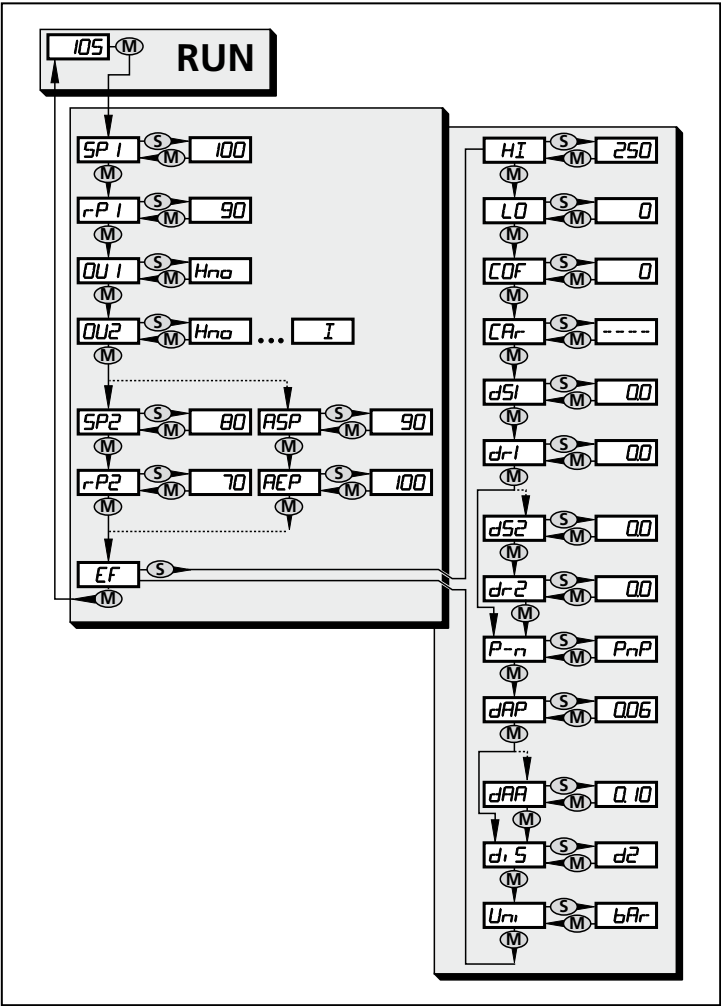 105 M RUN
SP1 S M 100
M
rP1 S M 90
M
OU1 S M Hno
M
OU2 S M Hno ... I
M
SP2 S M 80 ASP S M 90
M M
rP2 S M 70 AEP S M 100
M M
EF S
M
HI S M 250
M
LO S M 0
M
COF S M 0
M
CAr S M ----
M
dS1 S M 0.0
M
dr1 S M 0.0
M
dS2 S M 0.0
M
dr2 S M 0.0
M
P-n S M PnP
M
dAP S M 0.06
M
dAA S M 0.10
M
diS S M d2
M
Uni S M bAr
M